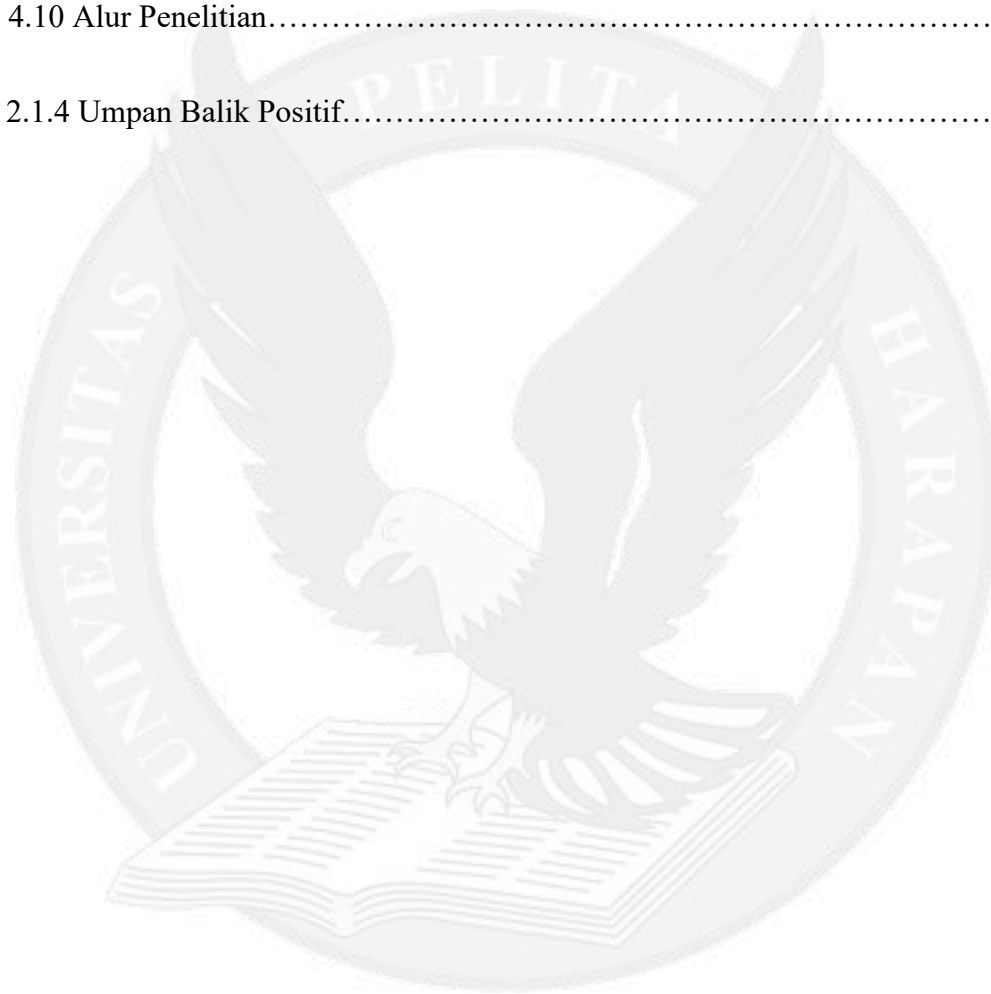 4.10 Alur Penelitian……………………………………………………………
2.1.4 Umpan Balik Positif………………………………………………………
UNIVERSITAS PELITA HARAPAN